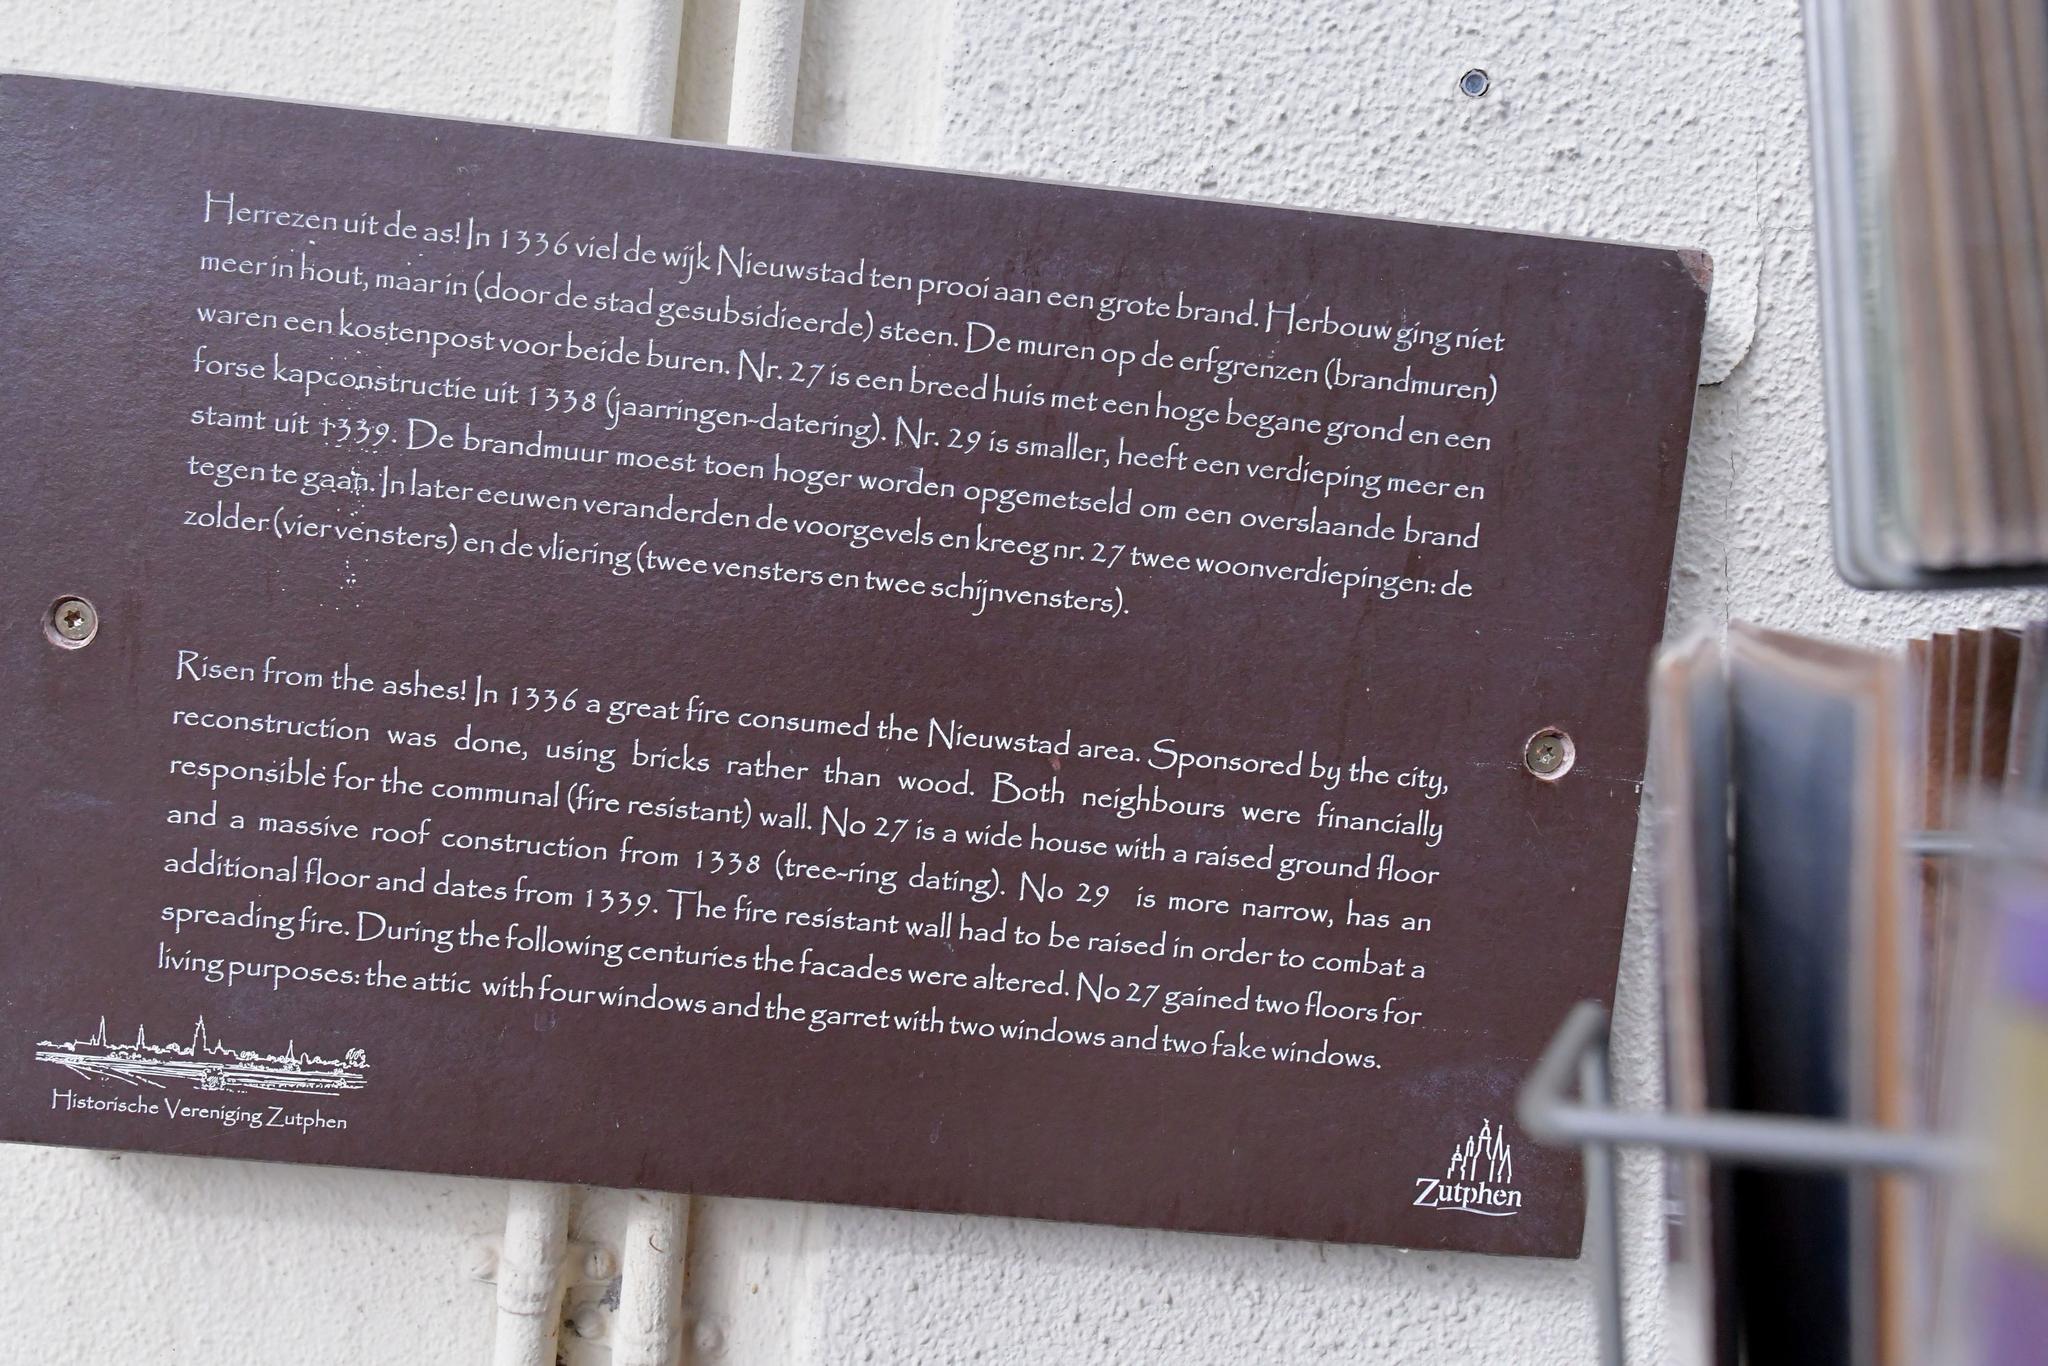 Herrezen uit de as! In 1336 viel de wijk Nieuwstad ten prooi aan een grote brand. Herbouw ging niet
meer in hout, maar in (door de stad gesubsidieerde) steen. De muren op de erfgrenzen (brandmuren)
waren een kostenpost voor beide buren. Nr. 27 is een breed huis met een hoge begane grond en een
forse kapconstructie uit 1338 (jaarringen-datering). Nr. 29 is smaller, heeft een verdieping meer en
stamt uit 1339. De brandmuur moest toen hoger worden opgemetseld om een overslaande brand
tegen te gaan. In later eeuwen veranderden de voorgevels en kreeg nr. 27 twee woonverdiepingen: de
zolder (vier vensters) en de vliering (twee vensters en twee schijnvensters).
Risen from the ashes! In 1336 a great fire consumed the Nieuwstad area. Sponsored by the city,
reconstruction was done, using bricks rather than wood. Both neighbours were financially
responsible for the communal (fire resistant) wall. No 27 is a wide house with a raised ground floor
and a massive roof construction from 1338 (tree-ring dating). No 29 is more narrow, has an
additional floor and dates from 1339. The fire resistant wall had to be raised in order to combat a
spreading fire. During the following centuries the facades were altered. No 27 gained two floors for
living purposes: the attic with four windows and the garret with two windows and two fake windows.
Historische Vereniging Zutphen
Zutphen